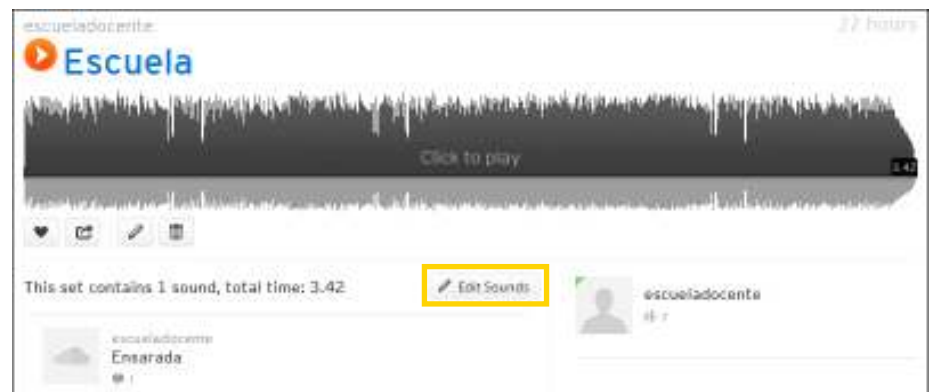 escueladocente
22 hours
Escuela
Click to play
3.42
This set contains 1 sound, total time: 3.42
Edit Sounds
escueladocente
escueladocente
Ensarada